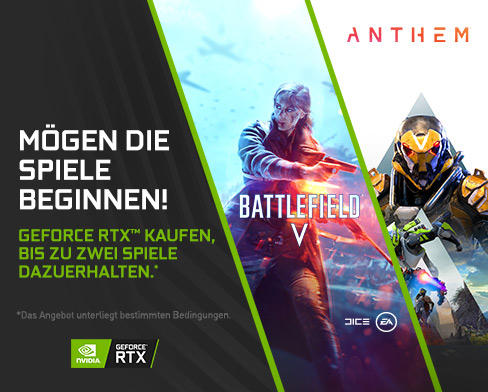 MÖGEN DIE
SPIELE
BEGINNEN!
GEFORCE RTX™ KAUFEN,
BIS ZU ZWEI SPIELE
DAZUERHALTEN.*
*Das Angebot unterliegt bestimmten Bedingungen.
NVIDIA
GEFORCE
RTX
BATTLEFIELD
V
DICE EA
ANTHEM